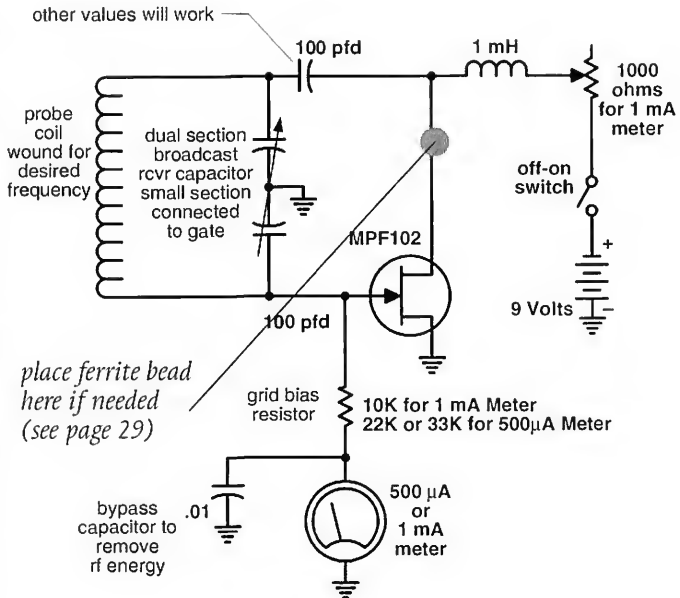 other values will work
100 pfd
1 mH
1000
ohms
for 1 mA
meter
probe
coil
wound for
desired
frequency
dual section
broadcast
rcvr capacitor
small section
connected
to gate
off-on
switch
MPF102
+
9 Volts
–
100 pfd
place ferrite bead
here if needed
(see page 29)
grid bias
resistor
10K for 1 mA Meter
22K or 33K for 500µA Meter
.01
bypass
capacitor to
remove
rf energy
500 µA
or
1 mA
meter